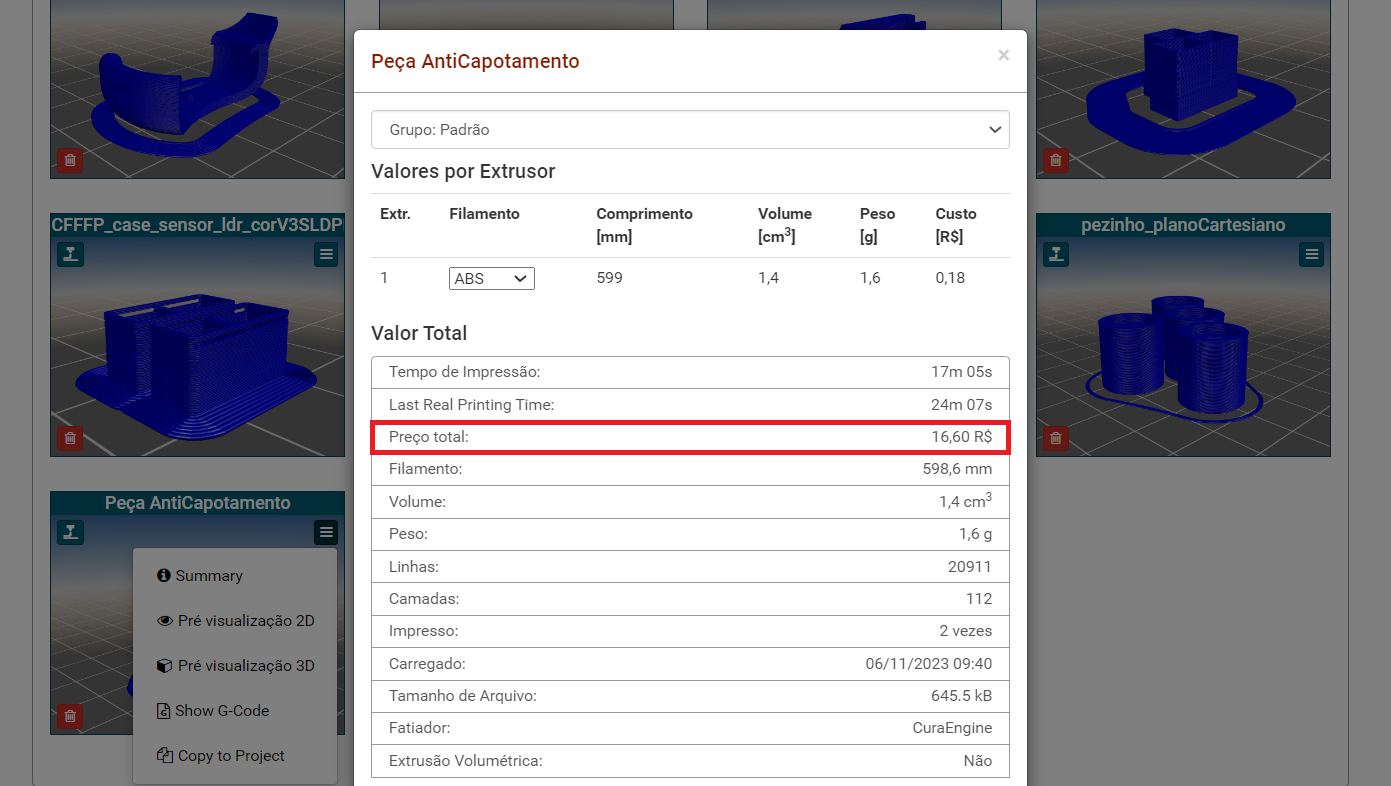 Peça AntiCapotamento
×
Grupo: Padrão
Valores por Extrusor
Extr. Filamento Comprimento [mm] Volume [cm³] Peso [g] Custo [R$]
1 ABS 599 1,4 1,6 0,18
Valor Total
Tempo de Impressão: 17m 05s
Last Real Printing Time: 24m 07s
Preço total: 16,60 R$
Filamento: 598,6 mm
Volume: 1,4 cm³
Peso: 1,6 g
Linhas: 20911
Camadas: 112
Impresso: 2 vezes
Carregado: 06/11/2023 09:40
Tamanho de Arquivo: 645.5 kB
Fatiador: CuraEngine
Extrusão Volumétrica: Não
CFFFP_case_sensor_ldr_corV3SLDP
pezinho_planoCartesiano
Peça AntiCapotamento
Summary
Pré visualização 2D
Pré visualização 3D
Show G-Code
Copy to Project